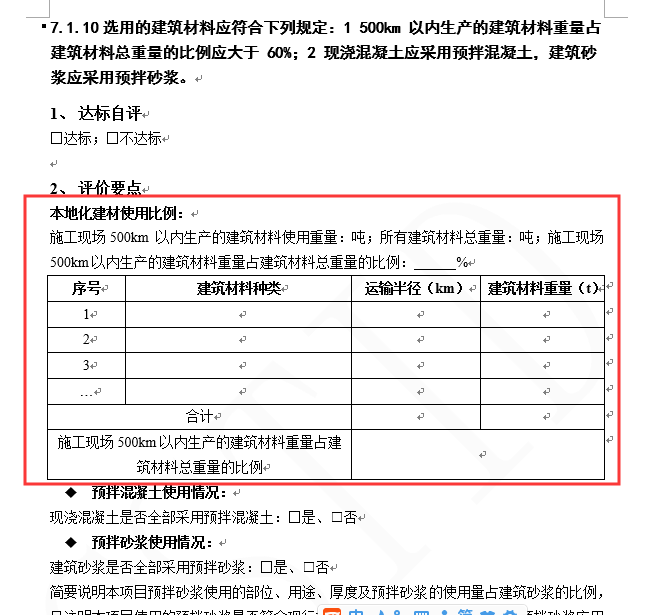 7.1.10 选用的建筑材料应符合下列规定：1 500km 以内生产的建筑材料重量占
建筑材料总重量的比例应大于 60%；2 现浇混凝土应采用预拌混凝土，建筑砂
浆应采用预拌砂浆。
1、 达标自评
☐达标；☐不达标
2、 评价要点
本地化建材使用比例：
施工现场 500km 以内生产的建筑材料使用重量：吨；所有建筑材料总重量：吨；施工现场
500km 以内生产的建筑材料重量占建筑材料总重量的比例：______%
序号 建筑材料种类 运输半径（km） 建筑材料重量（t）
1
2
3
…
合计
施工现场 500km 以内生产的建筑材料重量占建
筑材料总重量的比例
◆ 预拌混凝土使用情况：
现浇混凝土是否全部采用预拌混凝土：☐是、☐否
◆ 预拌砂浆使用情况：
建筑砂浆是否全部采用预拌砂浆：☐是、☐否
简要说明本项目预拌砂浆使用的部位、用途、厚度及预拌砂浆的使用量占建筑砂浆的比例，